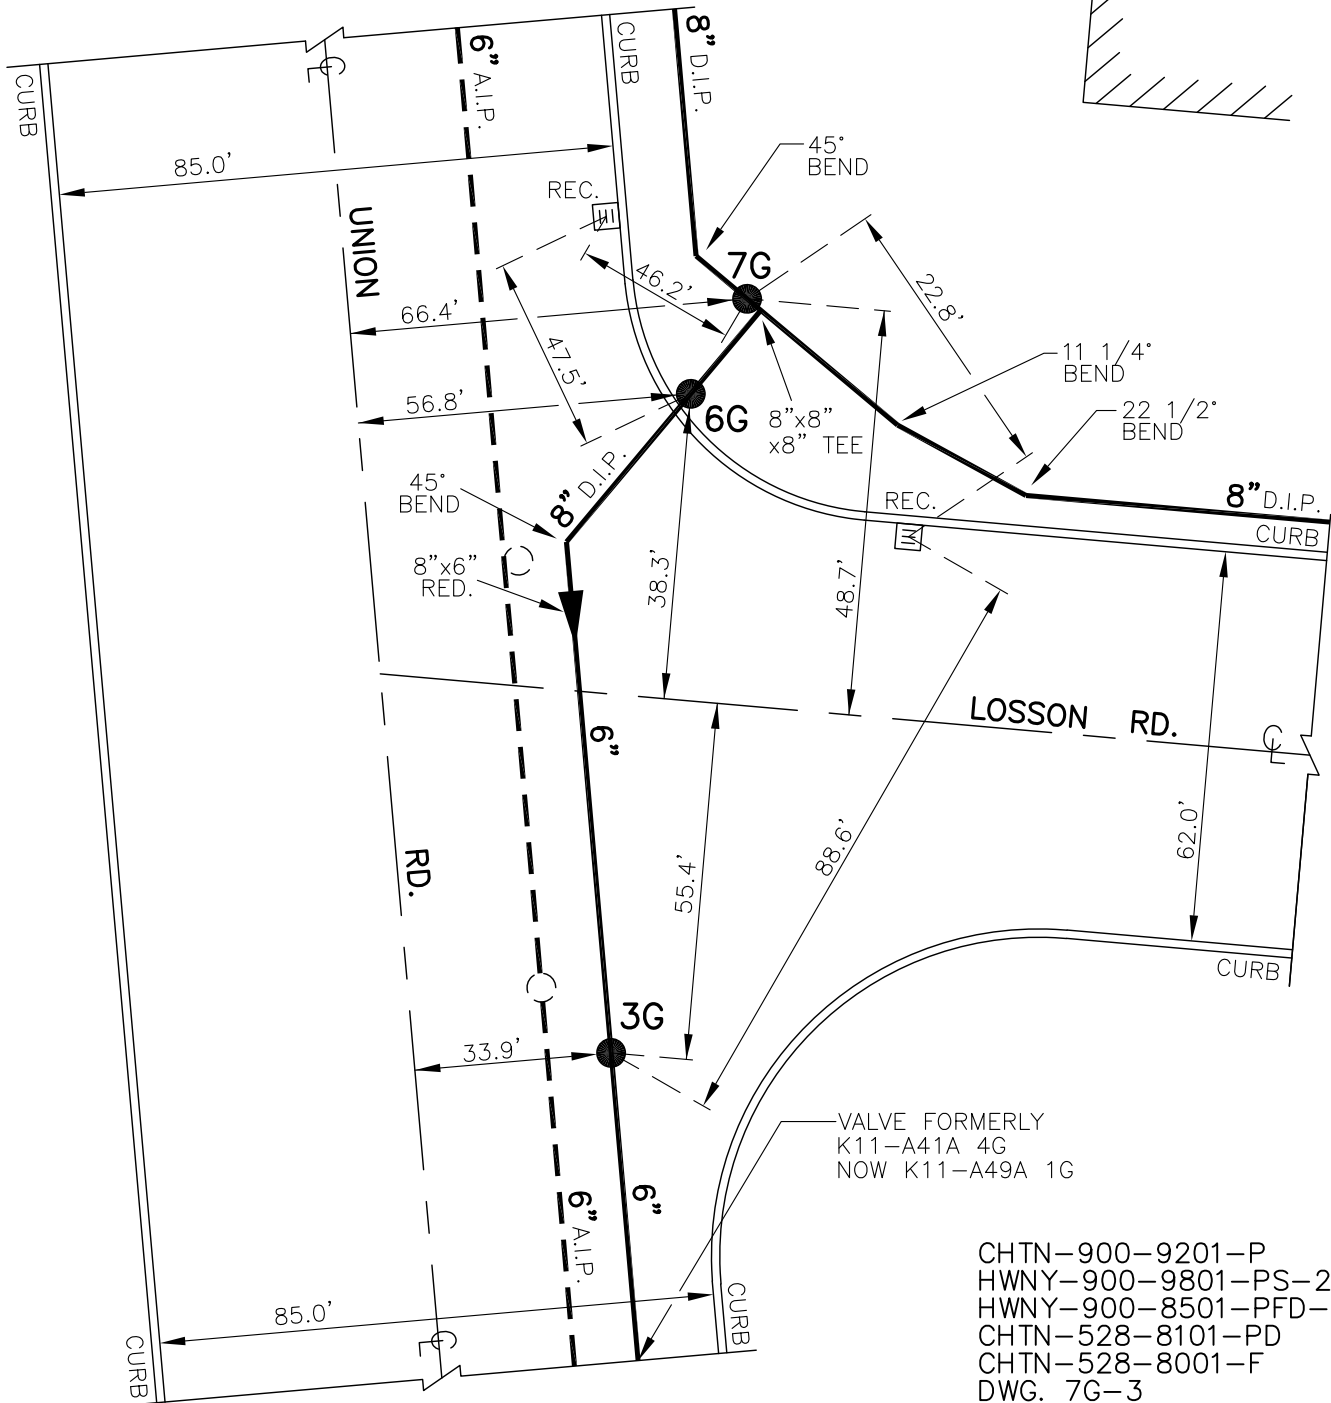 8” D.I.P.
CURB
6” A.I.P.
℄
CURB
45°
BEND
85.0’
REC.
UNION
7G
46.2’
22.8’
66.4’
47.5’
11 1/4°
BEND
56.8’
6G
8”x8”
x8” TEE
22 1/2°
BEND
45°
BEND
8” D.I.P.
REC.
8” D.I.P.
CURB
8”x6”
RED.
38.3’
48.7’
LOSSON RD.
℄
6”
RD.
88.6’
62.0’
55.4’
CURB
3G
33.9’
VALVE FORMERLY
K11-A41A 4G
NOW K11-A49A 1G
6” A.I.P.
6”
85.0’
CURB
℄
CURB
CHTN-900-9201-P
HWNY-900-9801-PS-2
HWNY-900-8501-PFD-
CHTN-528-8101-PD
CHTN-528-8001-F
DWG. 7G-3